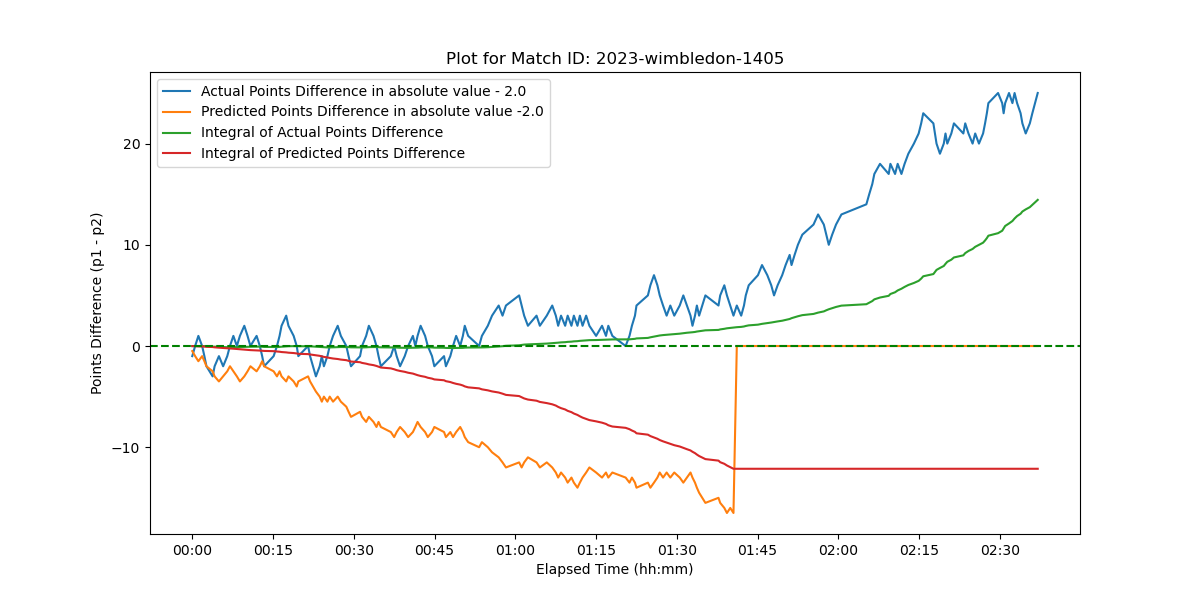 Plot for Match ID: 2023-wimbledon-1405
Actual Points Difference in absolute value - 2.0
Predicted Points Difference in absolute value -2.0
Integral of Actual Points Difference
Integral of Predicted Points Difference
Points Difference (p1 - p2)
20
10
0
−10
00:00 00:15 00:30 00:45 01:00 01:15 01:30 01:45 02:00 02:15 02:30
Elapsed Time (hh:mm)